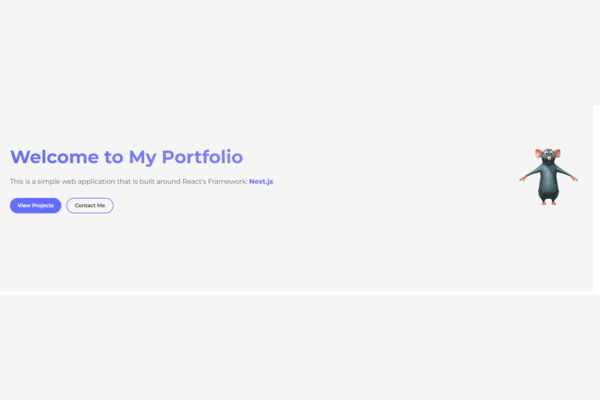 Welcome to My Portfolio
This is a simple web application that is built around React's Framework: Next.js
View Projects
Contact Me